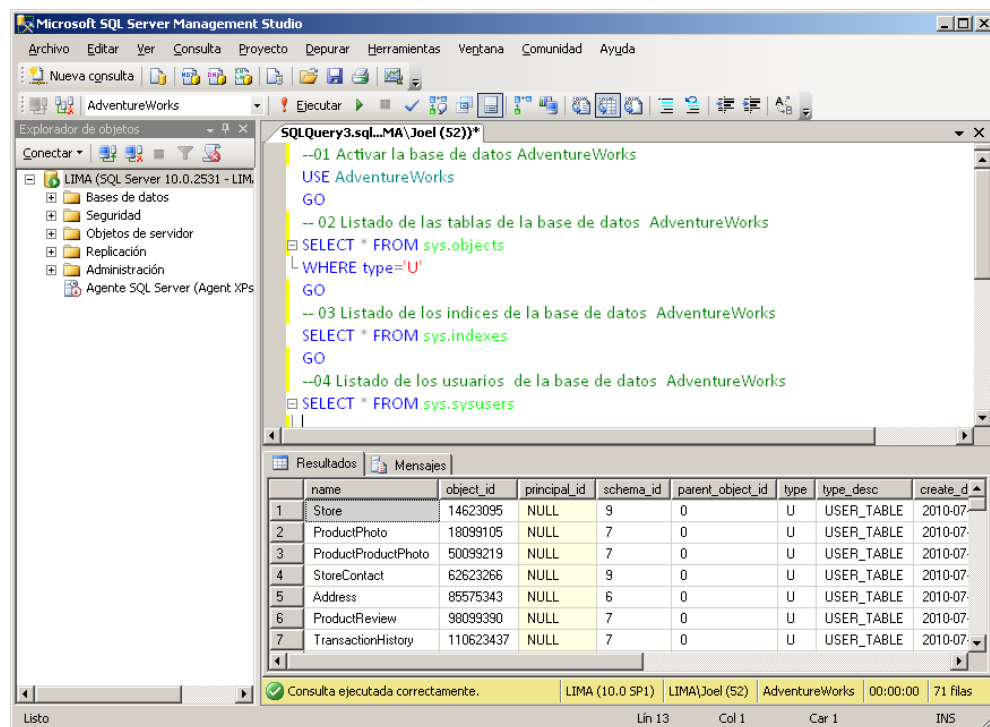 Microsoft SQL Server Management Studio
Archivo Editar Ver Consulta Proyecto Depurar Herramientas Ventana Comunidad Ayuda
Nueva consulta
AdventureWorks Ejecutar
Explorador de objetos
SQLQuery3.sql...MA\Joel (52))*
Conectar
LIMA (SQL Server 10.0.2531 - LIM
Bases de datos
Seguridad
Objetos de servidor
Replicación
Administración
Agente SQL Server (Agent XPs
--01 Activar la base de datos AdventureWorks
USE AdventureWorks
GO
-- 02 Listado de las tablas de la base de datos AdventureWorks
SELECT * FROM sys.objects
WHERE type='U'
GO
-- 03 Listado de los indices de la base de datos AdventureWorks
SELECT * FROM sys.indexes
GO
--04 Listado de los usuarios de la base de datos AdventureWorks
SELECT * FROM sys.sysusers
Resultados Mensajes
name object_id principal_id schema_id parent_object_id type type_desc create_d
1 Store 14623095 NULL 9 0 U USER_TABLE 2010-07-
2 ProductPhoto 18099105 NULL 7 0 U USER_TABLE 2010-07-
3 ProductProductPhoto 50099219 NULL 7 0 U USER_TABLE 2010-07-
4 StoreContact 62623266 NULL 9 0 U USER_TABLE 2010-07-
5 Address 85575343 NULL 6 0 U USER_TABLE 2010-07-
6 ProductReview 98099390 NULL 7 0 U USER_TABLE 2010-07-
7 TransactionHistory 110623437 NULL 7 0 U USER_TABLE 2010-07-
Consulta ejecutada correctamente. LIMA (10.0 SP1) LIMA\Joel (52) AdventureWorks 00:00:00 71 filas
Listo Lín 13 Col 1 Car 1 INS